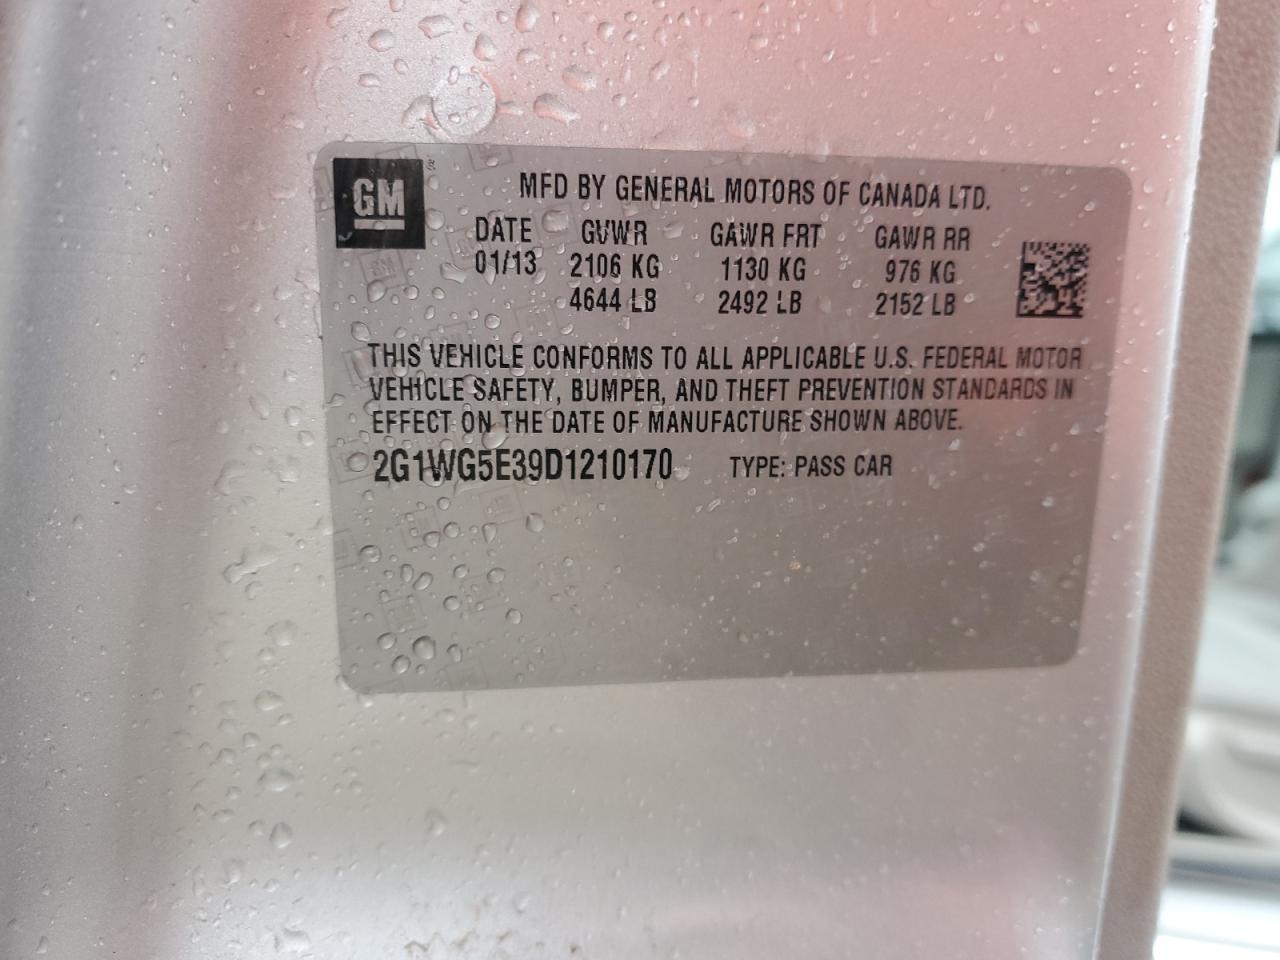 GM
MFD BY GENERAL MOTORS OF CANADA LTD.
DATE GVWR GAWR FRT GAWR RR
01/13 2106 KG 1130 KG 976 KG
4644 LB 2492 LB 2152 LB
THIS VEHICLE CONFORMS TO ALL APPLICABLE U.S. FEDERAL MOTOR
VEHICLE SAFETY, BUMPER, AND THEFT PREVENTION STANDARDS IN
EFFECT ON THE DATE OF MANUFACTURE SHOWN ABOVE.
2G1WG5E39D1210170 TYPE: PASS CAR